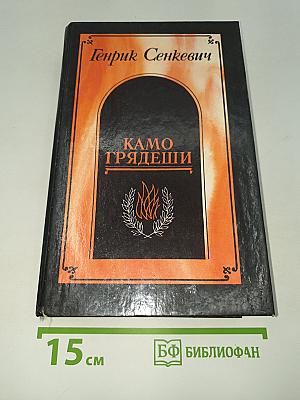 Генрик Сенкевич
КАМО
ГРЯДЕШИ
15 см
БФ БИБЛИОФАН